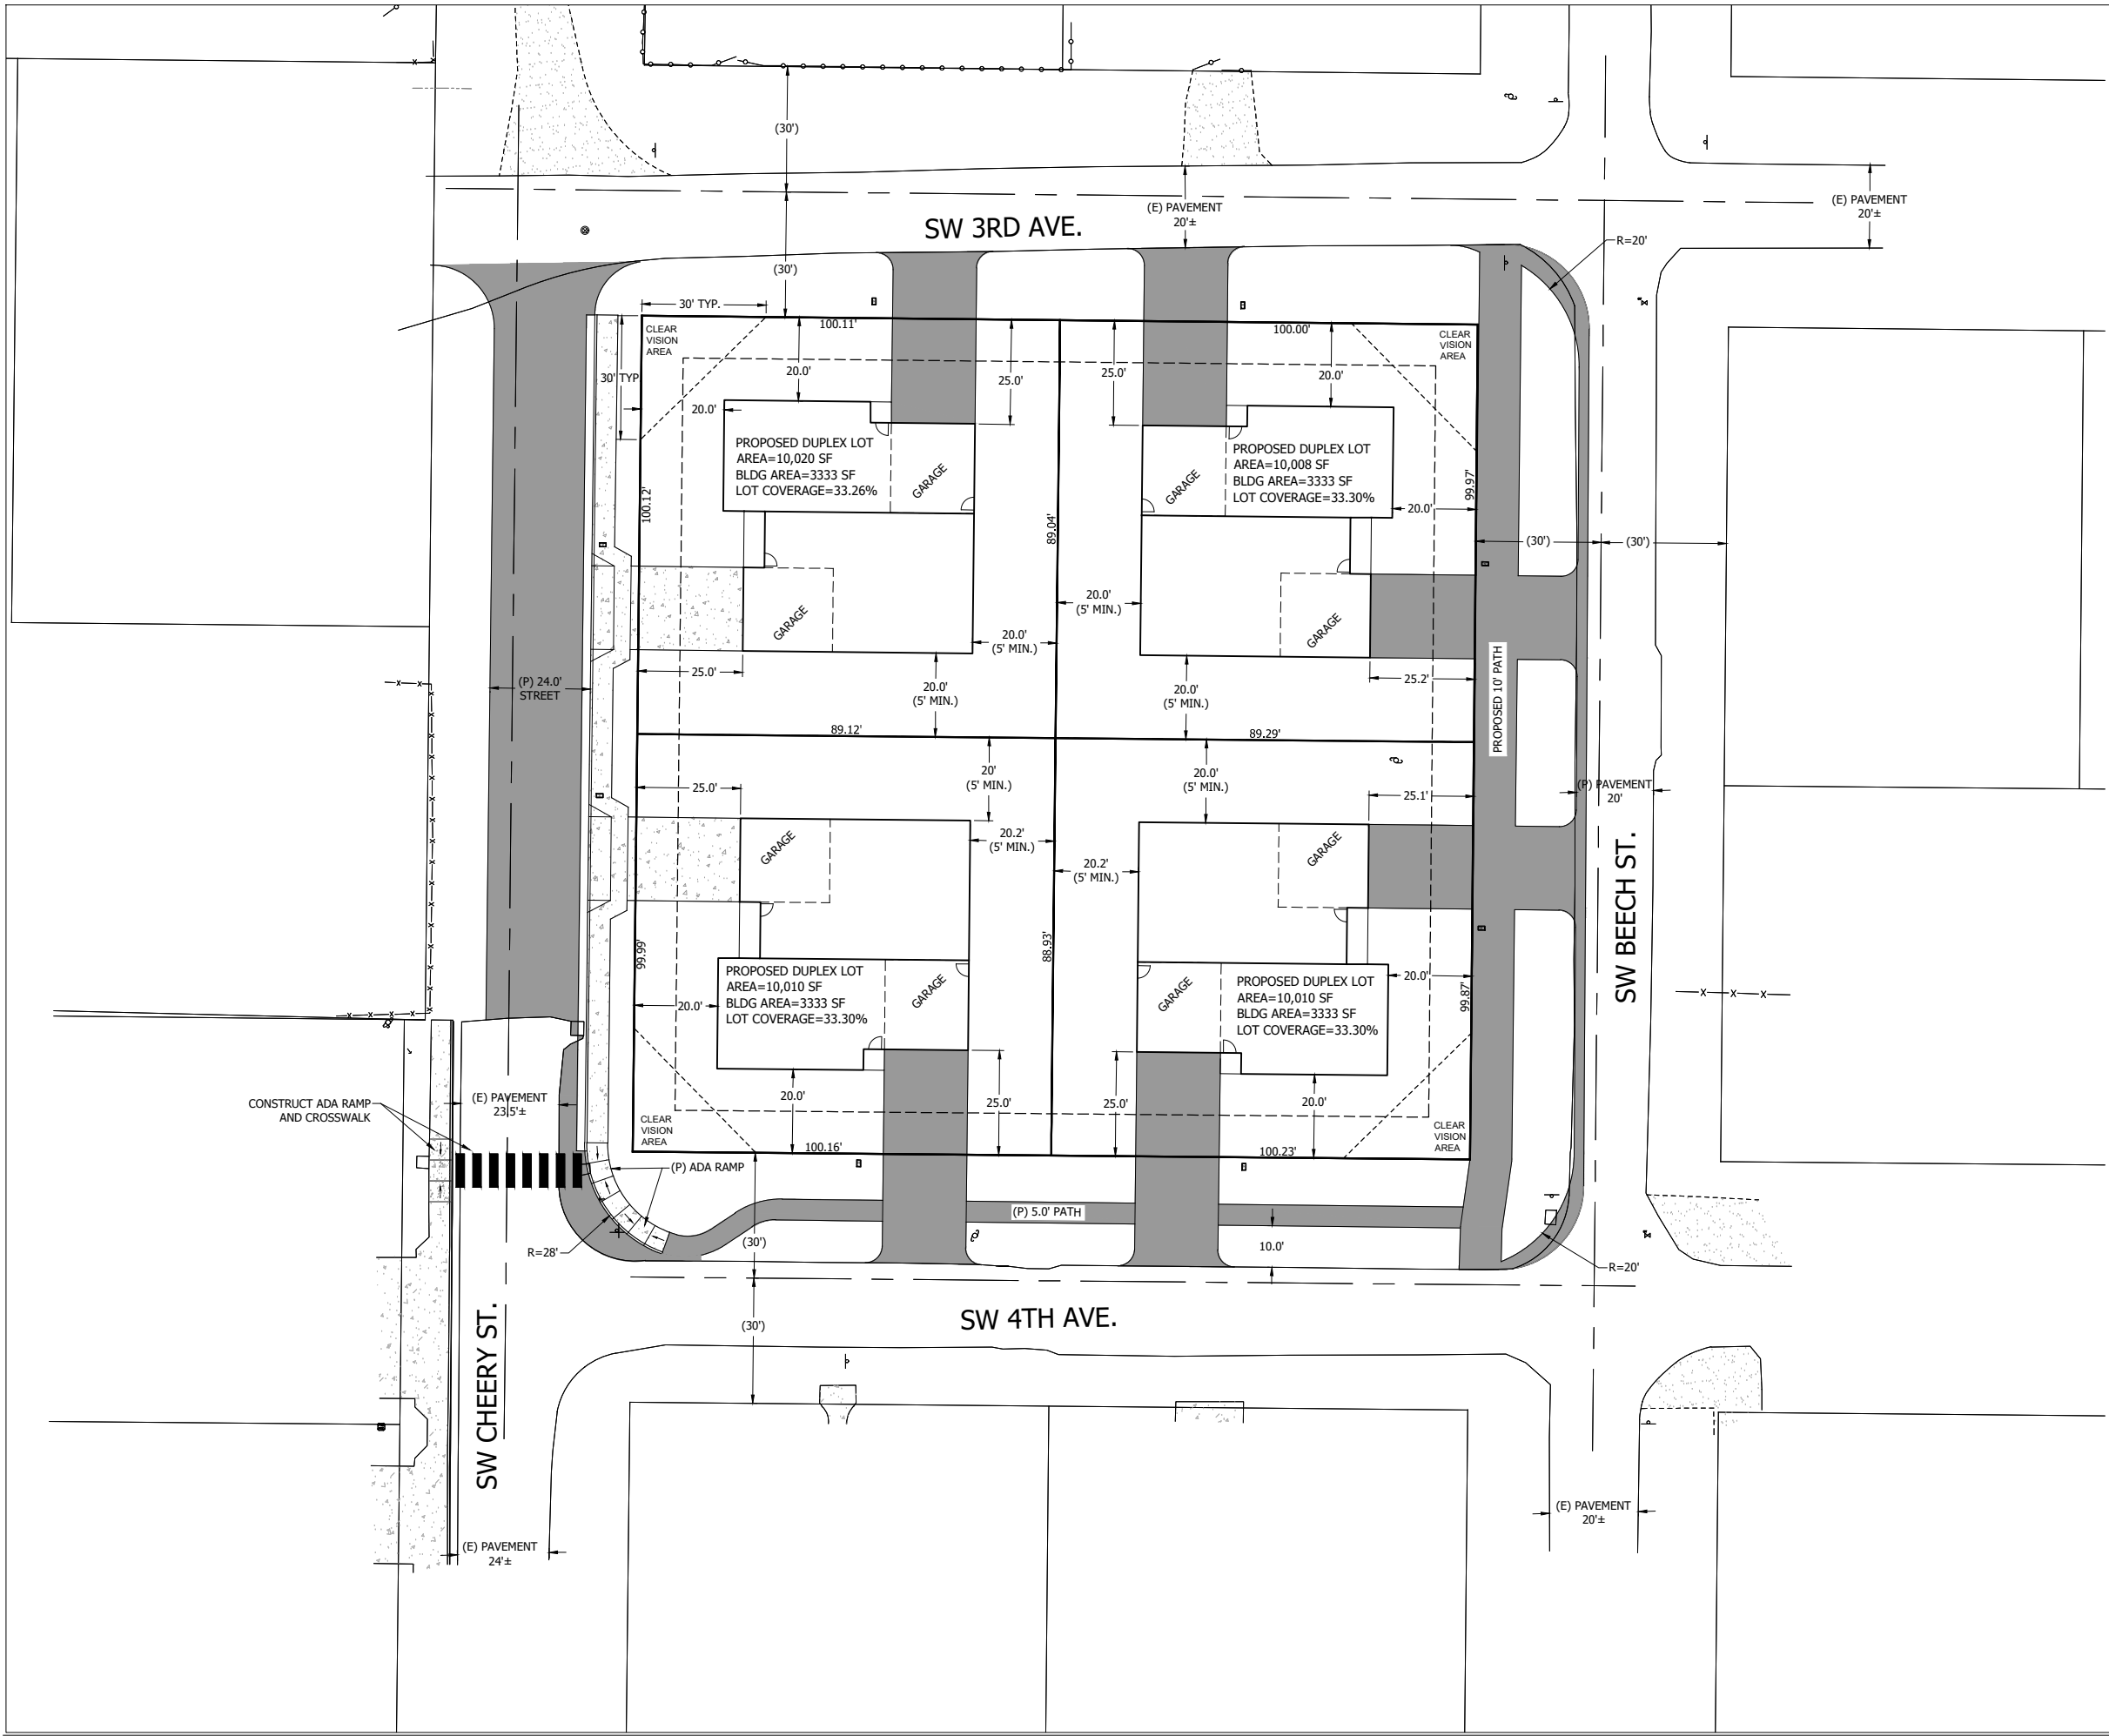 (30')
SW 3RD AVE.
(E) PAVEMENT
20'±
(E) PAVEMENT
20'±
R=20'
(30')
30' TYP.
100.11'
100.00'
CLEAR
VISION
AREA
CLEAR
VISION
AREA
30' TYP
20.0'
25.0'
25.0'
20.0'
20.0'
PROPOSED DUPLEX LOT
AREA=10,020 SF
BLDG AREA=3333 SF
LOT COVERAGE=33.26%
GARAGE
GARAGE
PROPOSED DUPLEX LOT
AREA=10,008 SF
BLDG AREA=3333 SF
LOT COVERAGE=33.30%
100.12'
89.04'
99.97'
20.0'
(30')
(30')
GARAGE
20.0'
(5' MIN.)
20.0'
(5' MIN.)
GARAGE
25.0'
20.0'
(5' MIN.)
20.0'
(5' MIN.)
25.2'
(P) 24.0'
STREET
PROPOSED 10' PATH
89.12'
89.29'
25.0'
20'
(5' MIN.)
20.0'
(5' MIN.)
25.1'
(P) PAVEMENT
20'
GARAGE
20.2'
(5' MIN.)
20.2'
(5' MIN.)
GARAGE
SW BEECH ST.
99.99'
88.93'
99.87'
PROPOSED DUPLEX LOT
AREA=10,010 SF
BLDG AREA=3333 SF
LOT COVERAGE=33.30%
GARAGE
GARAGE
PROPOSED DUPLEX LOT
AREA=10,010 SF
BLDG AREA=3333 SF
LOT COVERAGE=33.30%
20.0'
20.0'
CONSTRUCT ADA RAMP
AND CROSSWALK
(E) PAVEMENT
23.5'±
20.0'
25.0'
25.0'
20.0'
CLEAR
VISION
AREA
CLEAR
VISION
AREA
100.16'
100.23'
(P) ADA RAMP
(P) 5.0' PATH
R=28'
(30')
10.0'
R=20'
SW CHEERY ST.
(30')
SW 4TH AVE.
(E) PAVEMENT
24'±
(E) PAVEMENT
20'±